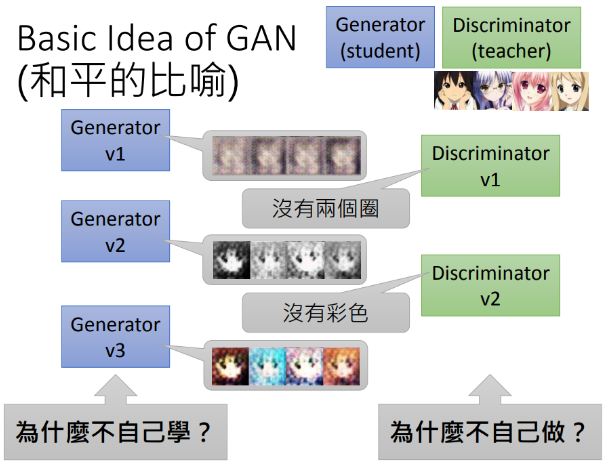 Basic Idea of GAN
(和平的比喻)
Generator
(student)
Discriminator
(teacher)
Generator
v1
Discriminator
v1
沒有兩個圈
Generator
v2
Discriminator
v2
沒有彩色
Generator
v3
為什麼不自己學？
為什麼不自己做？